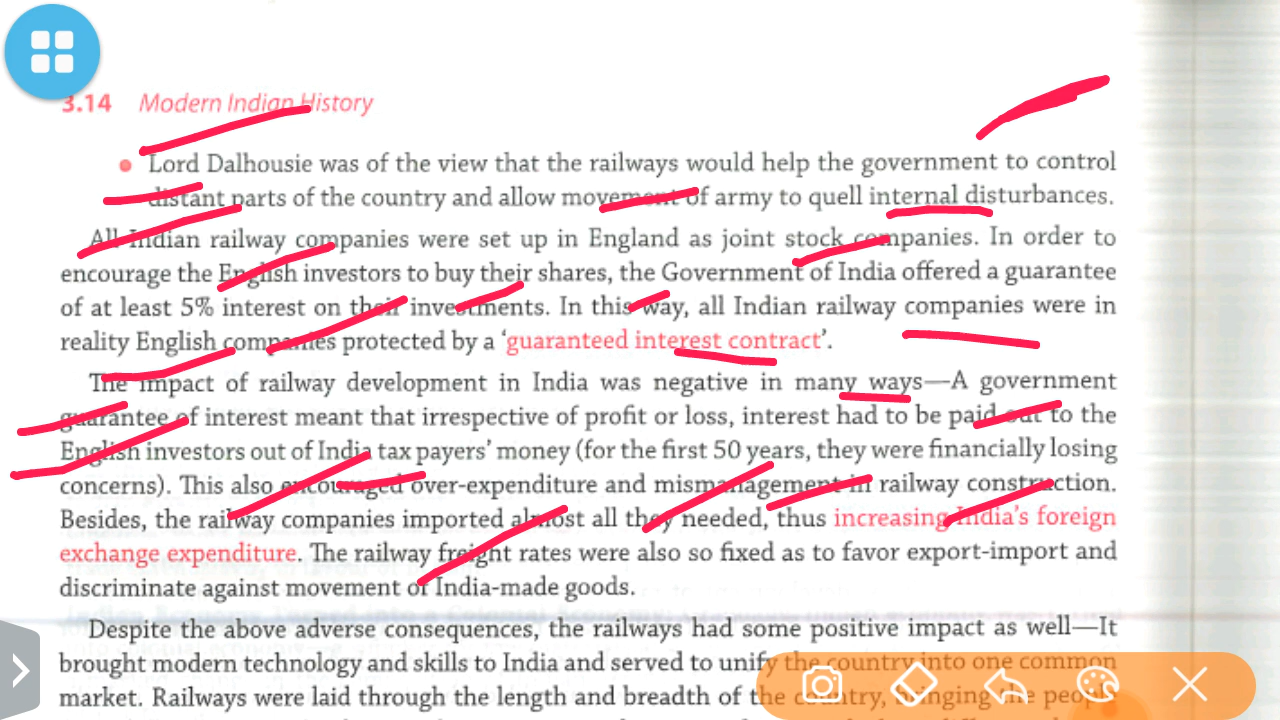 3.14 Modern Indian History
Lord Dalhousie was of the view that the railways would help the government to control
distant parts of the country and allow movement of army to quell internal disturbances.
All Indian railway companies were set up in England as joint stock companies. In order to
encourage the English investors to buy their shares, the Government of India offered a guarantee
of at least 5% interest on their investments. In this way, all Indian railway companies were in
reality English companies protected by a ‘guaranteed interest contract’.
The impact of railway development in India was negative in many ways—A government
guarantee of interest meant that irrespective of profit or loss, interest had to be paid out to the
English investors out of India tax payers’ money (for the first 50 years, they were financially losing
concerns). This also encouraged over-expenditure and mismanagement in railway construction.
Besides, the railway companies imported almost all they needed, thus increasing India’s foreign
exchange expenditure. The railway freight rates were also so fixed as to favor export-import and
discriminate against movement of India-made goods.
Despite the above adverse consequences, the railways had some positive impact as well—It
brought modern technology and skills to India and served to unify the country into one common
market. Railways were laid through the length and breadth of the country, bringing the people